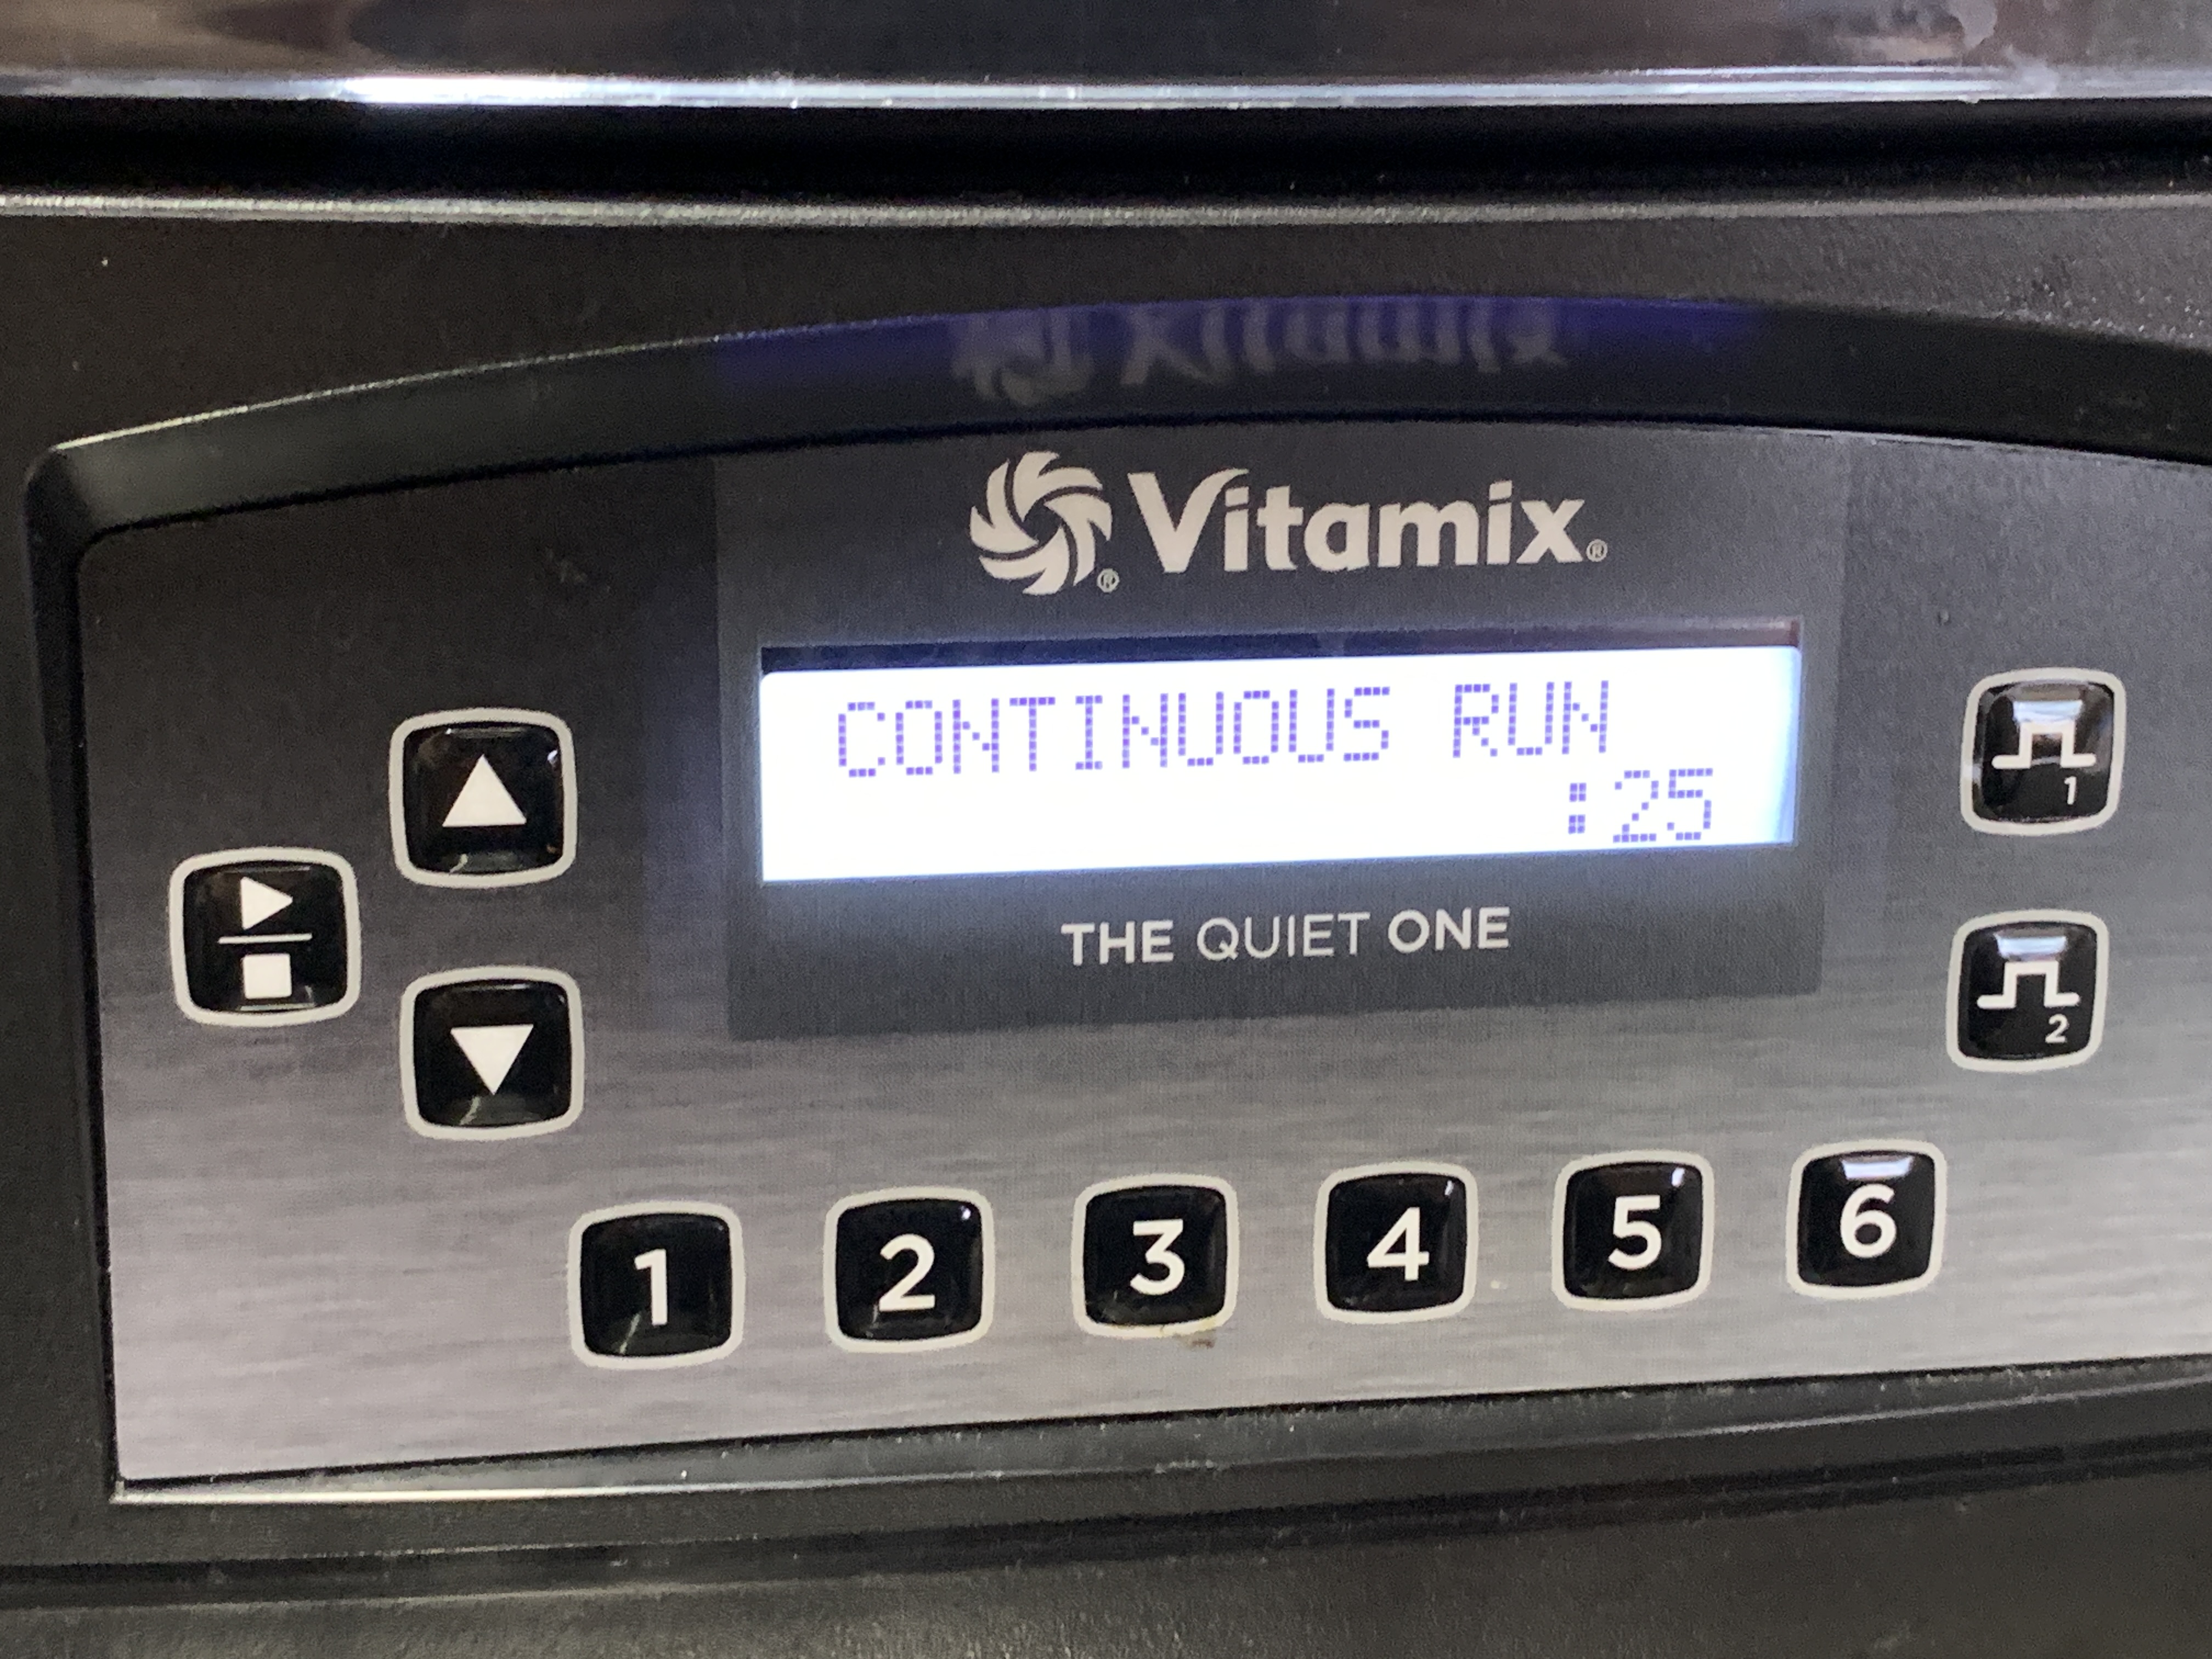 Vitamix®
CONTINUOUS RUN
:25
THE QUIET ONE
1
2
1 2 3 4 5 6